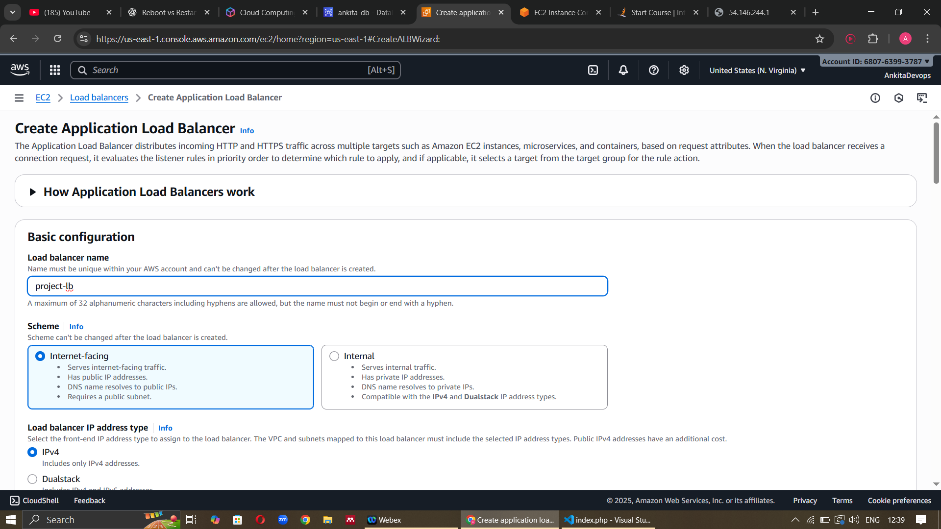 (185) YouTube
Reboot vs Resta
Cloud Computin
ankita_db - Data
Create applicatio
EC2 Instance Co
Start Course | In
54.146.244.1
https://us-east-1.console.aws.amazon.com/ec2/home?region=us-east-1#CreateALBWizard:
A
aws
Search
[Alt+S]
United States (N. Virginia)
Account ID: 6807-6399-3787
AnkitaDevops
EC2 > Load balancers > Create Application Load Balancer
Create Application Load Balancer Info
The Application Load Balancer distributes incoming HTTP and HTTPS traffic across multiple targets such as Amazon EC2 instances, microservices, and containers, based on request attributes. When the load balancer receives a
connection request, it evaluates the listener rules in priority order to determine which rule to apply, and if applicable, it selects a target from the target group for the rule action.
How Application Load Balancers work
Basic configuration
Load balancer name
Name must be unique within your AWS account and can't be changed after the load balancer is created.
project-lb
A maximum of 32 alphanumeric characters including hyphens are allowed, but the name must not begin or end with a hyphen.
Scheme Info
Scheme can't be changed after the load balancer is created.
Internet-facing
• Serves internet-facing traffic.
• Has public IP addresses.
• DNS name resolves to public IPs.
• Requires a public subnet.
Internal
• Serves internal traffic.
• Has private IP addresses.
• DNS name resolves to private IPs.
• Compatible with the IPv4 and Dualstack IP address types.
Load balancer IP address type Info
Select the front-end IP address type to assign to the load balancer. The VPC and subnets mapped to this load balancer must include the selected IP address types. Public IPv4 addresses have an additional cost.
IPv4
Includes only IPv4 addresses.
Dualstack
Includes IPv4 and IPv6 addresses.
CloudShell
Feedback
© 2025, Amazon Web Services, Inc. or its affiliates.
Privacy
Terms
Cookie preferences
Search
Webex
Create application loa...
index.php - Visual Stu...
ENG
12:39